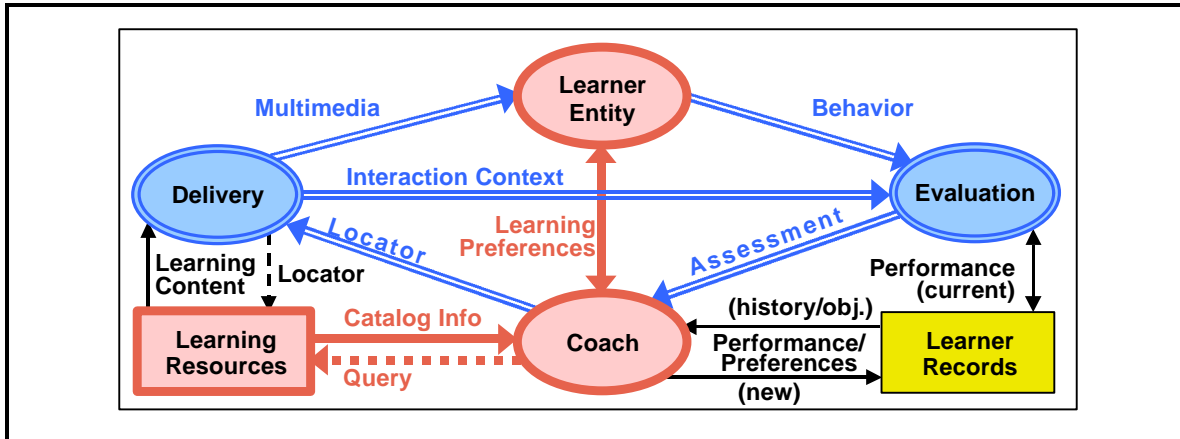 Learner
Entity
Multimedia
Behavior
Delivery
Interaction Context
Evaluation
Learning
Preferences
Locator
Assessment
Learning
Content
Locator
Performance
(current)
Learning
Resources
Catalog Info
Query
Coach
(history/obj.)
Performance/
Preferences
(new)
Learner
Records